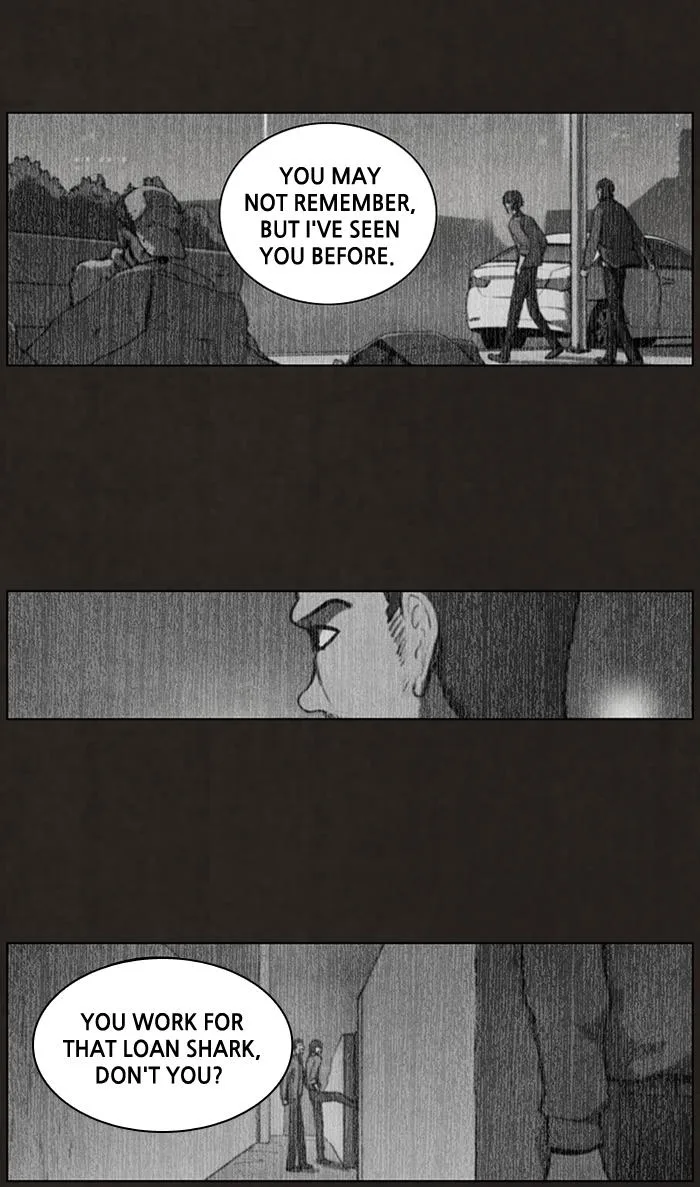 YOU MAY
NOT REMEMBER,
BUT I'VE SEEN
YOU BEFORE.
YOU WORK FOR
THAT LOAN SHARK,
DON'T YOU?